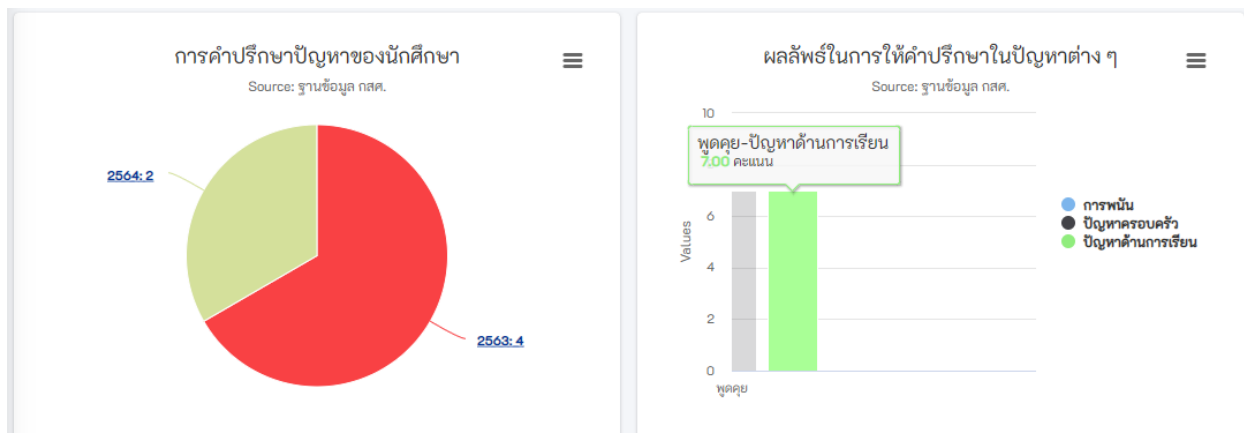 การคำปรึกษาปัญหาของนักศึกษา
Source: ฐานข้อมูล กสศ.
2564: 2
2563: 4
ผลลัพธ์ในการให้คำปรึกษาในปัญหาต่าง ๆ
Source: ฐานข้อมูล กสศ.
10
พูดคุย-ปัญหาด้านการเรียน
7.00 คะแนน
6
4
2
0
Values
พูดคุย
การพนัน
ปัญหาครอบครัว
ปัญหาด้านการเรียน